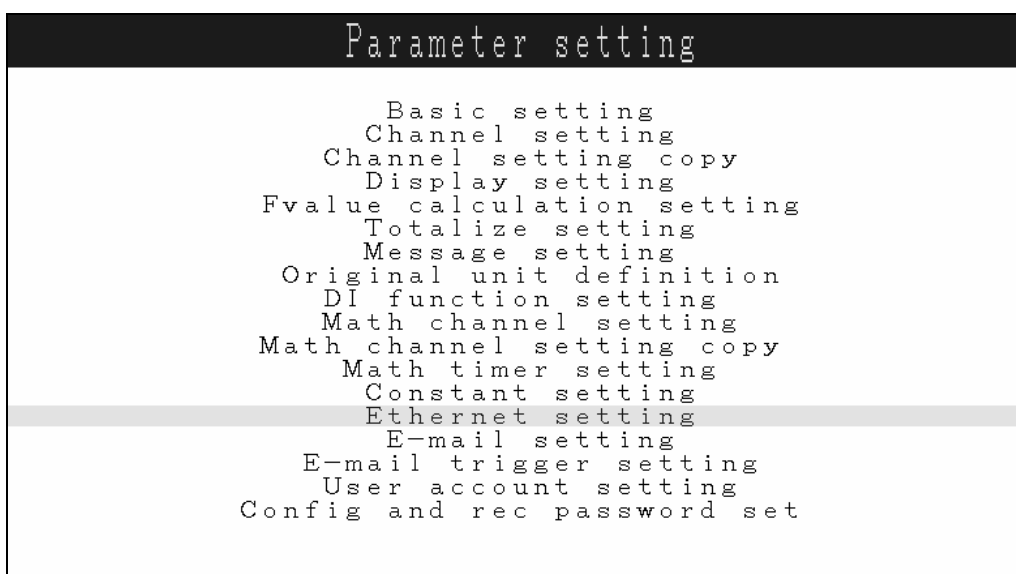 Parameter setting
Basic setting
Channel setting
Channel setting copy
Display setting
Fvalue calculation setting
Totalize setting
Message setting
Original unit definition
DI function setting
Math channel setting
Math channel setting copy
Math timer setting
Constant setting
Ethernet setting
E-mail setting
E-mail trigger setting
User account setting
Config and rec password set